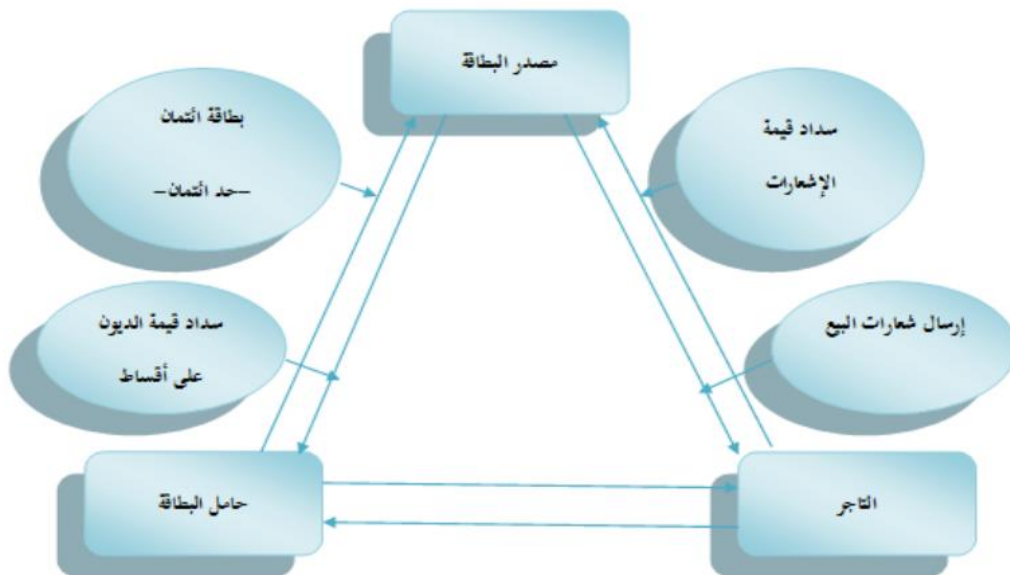 مصدر البطاقة
سداد قيمة
الإشعارات
بطاقة ائتمان
–حد ائتمان–
إرسال شعارات البيع
سداد قيمة الديون
على أقساط
التاجر
حامل البطاقة